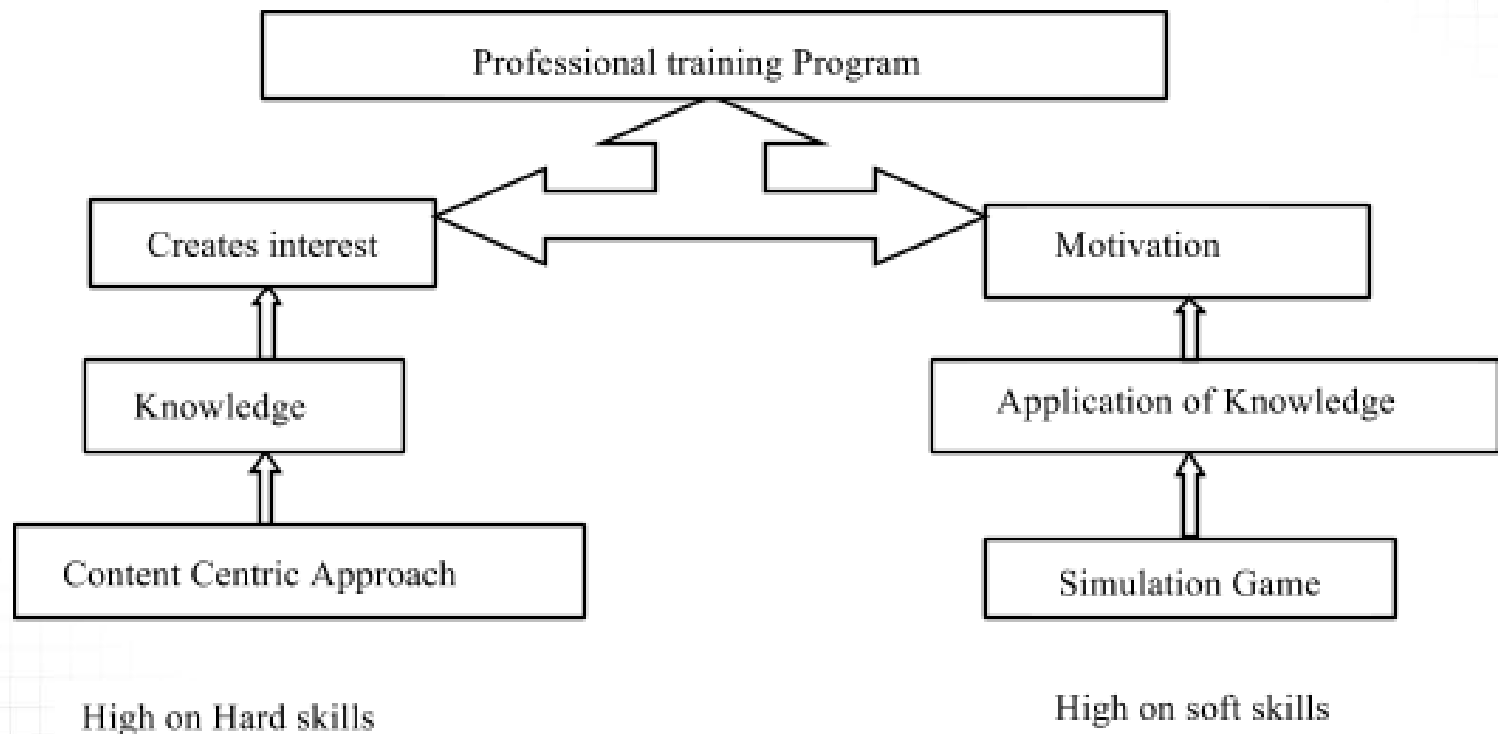 Professional training Program
Creates interest
Motivation
Knowledge
Application of Knowledge
Content Centric Approach
Simulation Game
High on Hard skills
High on soft skills